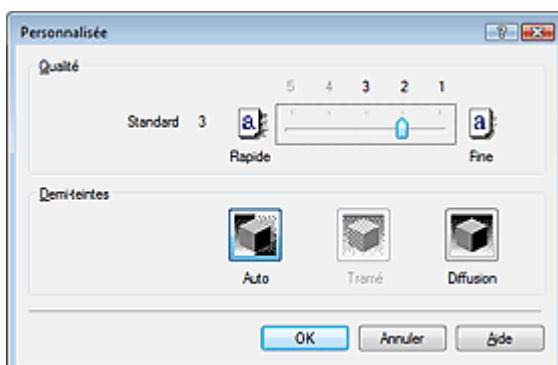 Personnalisée
Qualité
5 4 3 2 1
Standard 3
a a
Rapide Fine
Demi-teintes
Auto Tramé Diffusion
OK Annuler Aide